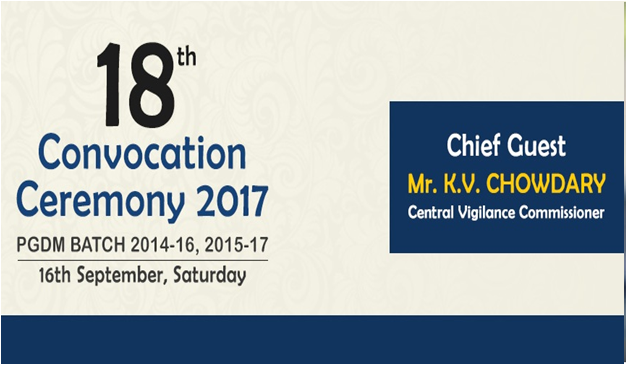 18th
Convocation
Ceremony 2017
PGDM BATCH 2014-16, 2015-17
16th September, Saturday
Chief Guest
Mr. K.V. CHOWDARY
Central Vigilance Commissioner